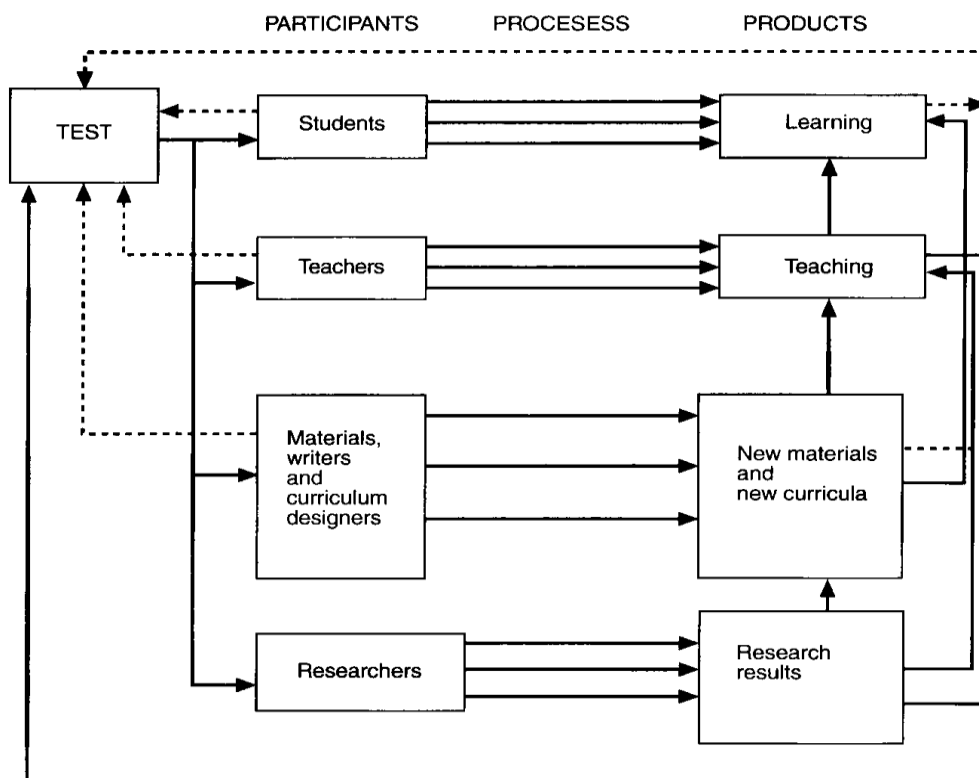 PARTICIPANTS PROCESESS PRODUCTS
TEST
Students
Learning
Teachers
Teaching
Materials,
writers
and
curriculum
designers
New materials
and
new curricula
Researchers
Research
results